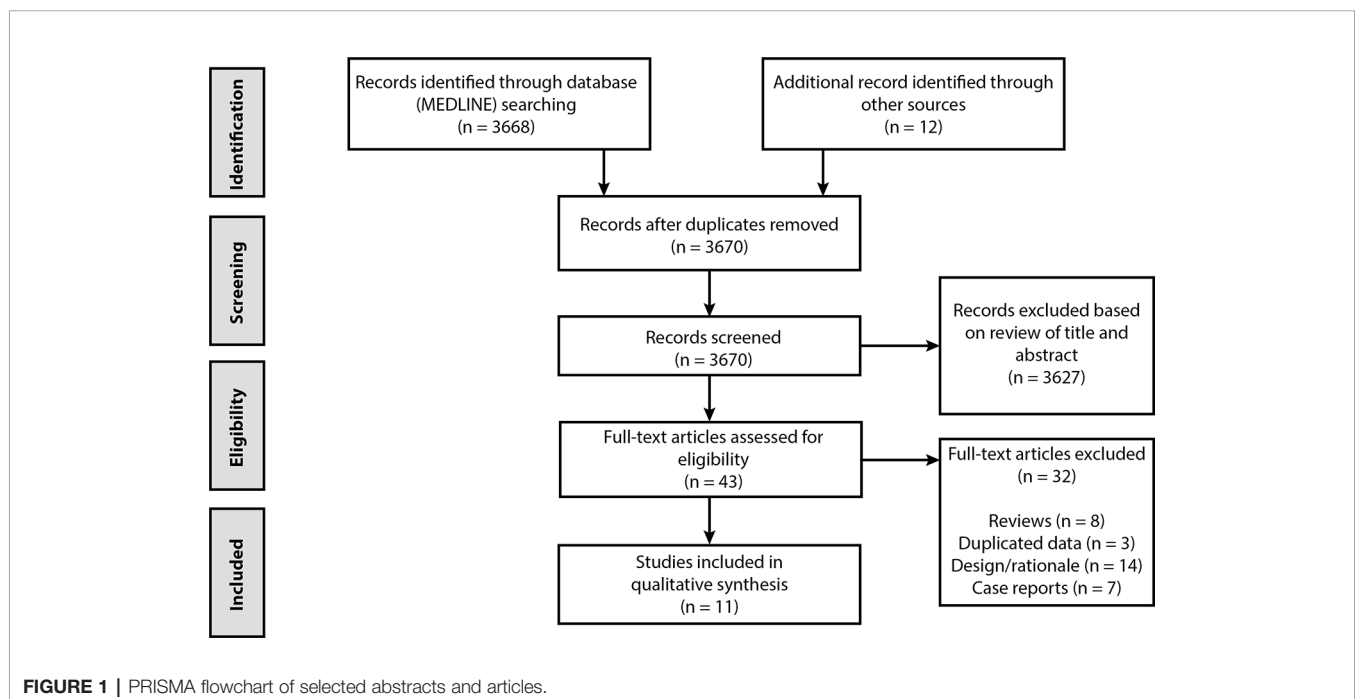 Identification
Records identified through database
(MEDLINE) searching
(n = 3668)
Additional record identified through
other sources
(n = 12)
Screening
Records after duplicates removed
(n = 3670)
Records screened
(n = 3670)
Records excluded based
on review of title and
abstract
(n = 3627)
Eligibility
Full-text articles assessed for
eligibility
(n = 43)
Full-text articles excluded
(n = 32)
Reviews (n = 8)
Duplicated data (n = 3)
Design/rationale (n = 14)
Case reports (n = 7)
Included
Studies included in
qualitative synthesis
(n = 11)
FIGURE 1 | PRISMA flowchart of selected abstracts and articles.